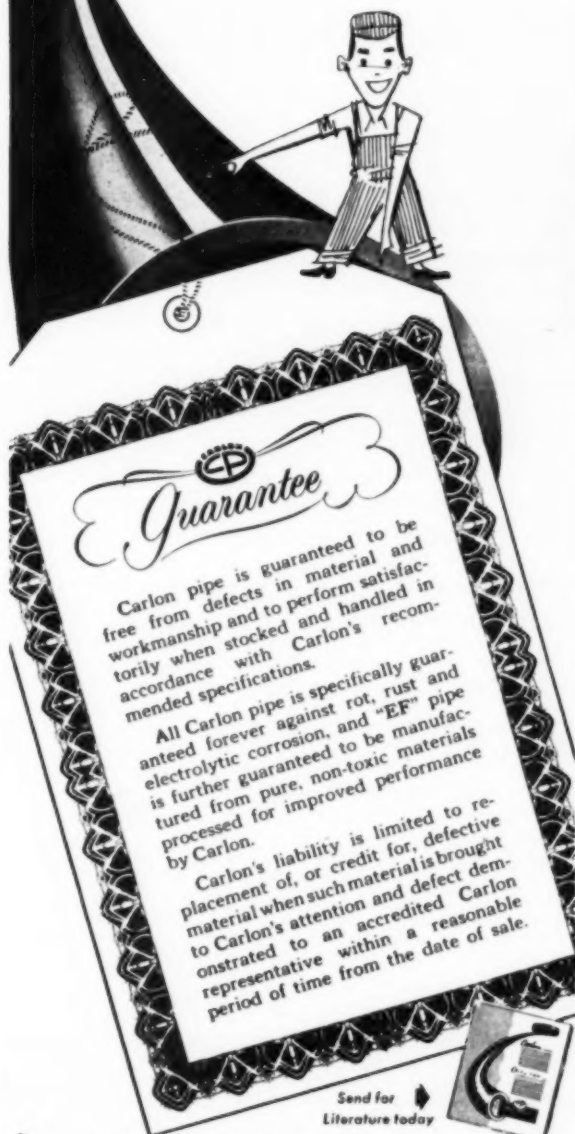 CP
Guarantee
Carlon pipe is guaranteed to be
free from defects in material and
workmanship and to perform satisfac-
torily when stocked and handled in
accordance with Carlon's recom-
mended specifications.
All Carlon pipe is specifically guar-
anteed forever against rot, rust and
electrolytic corrosion, and "EF" pipe
is further guaranteed to be manufac-
tured from pure, non-toxic materials
processed for improved performance
by Carlon.
Carlon's liability is limited to re-
placement of, or credit for, defective
material when such material is brought
to Carlon's attention and defect dem-
onstrated to an accredited Carlon
representative within a reasonable
period of time from the date of sale.
Send for
Literature today